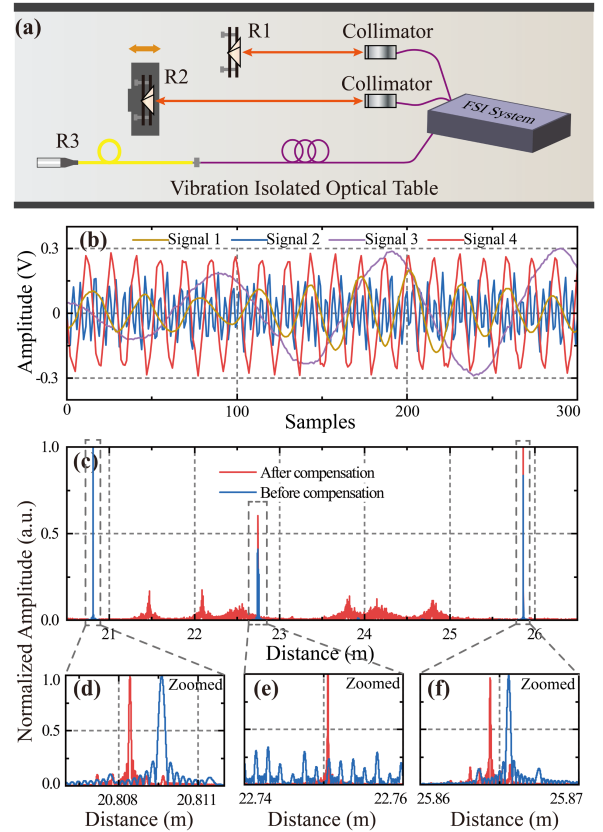 (a)
R1
Collimator
R2
Collimator
FSI System
R3
Vibration Isolated Optical Table
(b)
Signal 1
Signal 2
Signal 3
Signal 4
Amplitude (V)
0.3
0
-0.3
0
100
200
300
Samples
(c)
After compensation
Before compensation
Normalized Amplitude (a.u.)
1.0
0.5
0.0
21
22
23
24
25
26
Distance (m)
(d)
Zoomed
1.0
0.5
0.0
20.808
20.811
Distance (m)
(e)
Zoomed
22.74
22.76
Distance (m)
(f)
Zoomed
25.86
25.87
Distance (m)